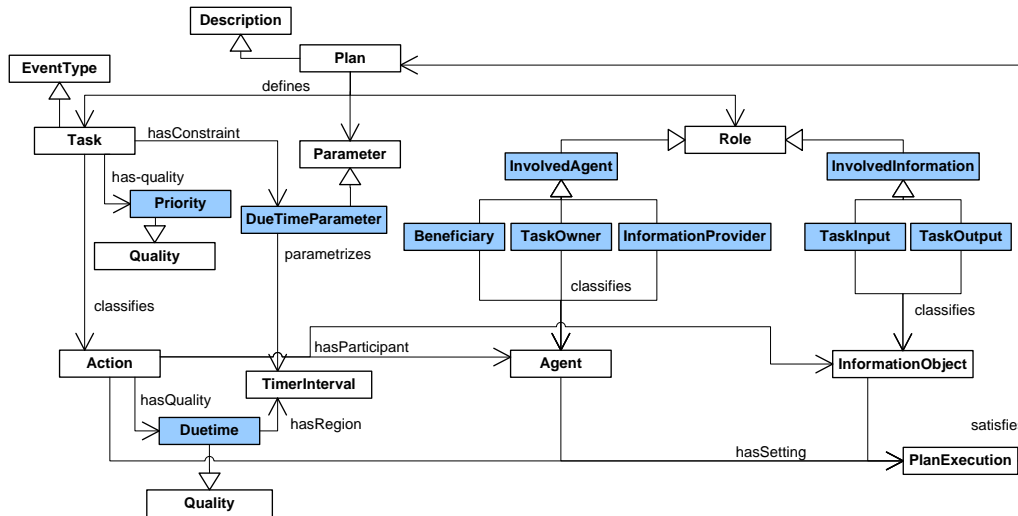 Description
Plan
EventType
defines
Task
hasConstraint
Role
Parameter
InvolvedAgent
InvolvedInformation
has-quality
Priority
DueTimeParameter
Beneficiary
TaskOwner
InformationProvider
TaskInput
TaskOutput
Quality
parametrizes
classifies
classifies
classifies
hasParticipant
Action
Agent
InformationObject
TimerInterval
hasQuality
Duetime
hasRegion
satisfie
hasSetting
PlanExecution
Quality